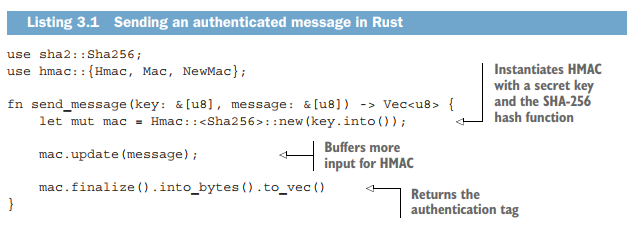 Listing 3.1 Sending an authenticated message in Rust
use sha2::Sha256;
use hmac::{Hmac, Mac, NewMac};
fn send_message(key: &[u8], message: &[u8]) -> Vec<u8> {
let mut mac = Hmac::<Sha256>::new(key.into());
Instantiates HMAC
with a secret key
and the SHA-256
hash function
mac.update(message);
Buffers more
input for HMAC
mac.finalize().into_bytes().to_vec()
Returns the
authentication tag
}